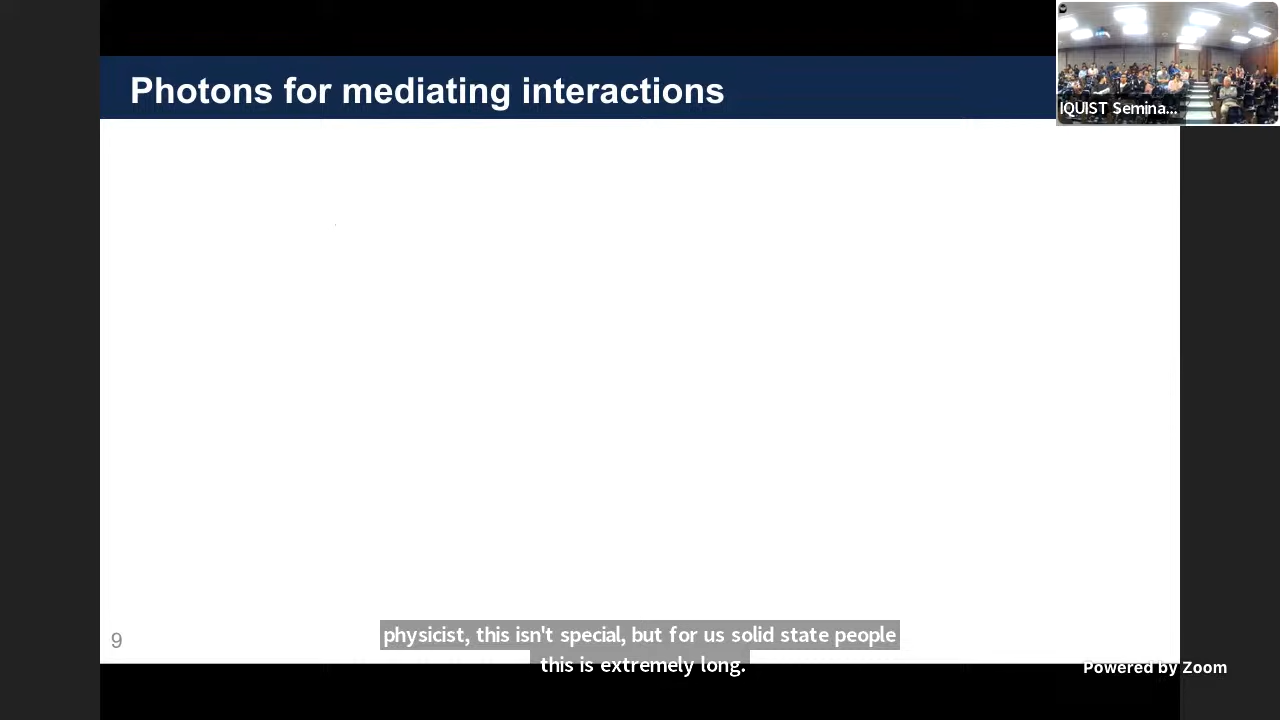 Photons for mediating interactions
IQUIST Semina...
9
physicist, this isn't special, but for us solid state people
this is extremely long.
Powered by Zoom